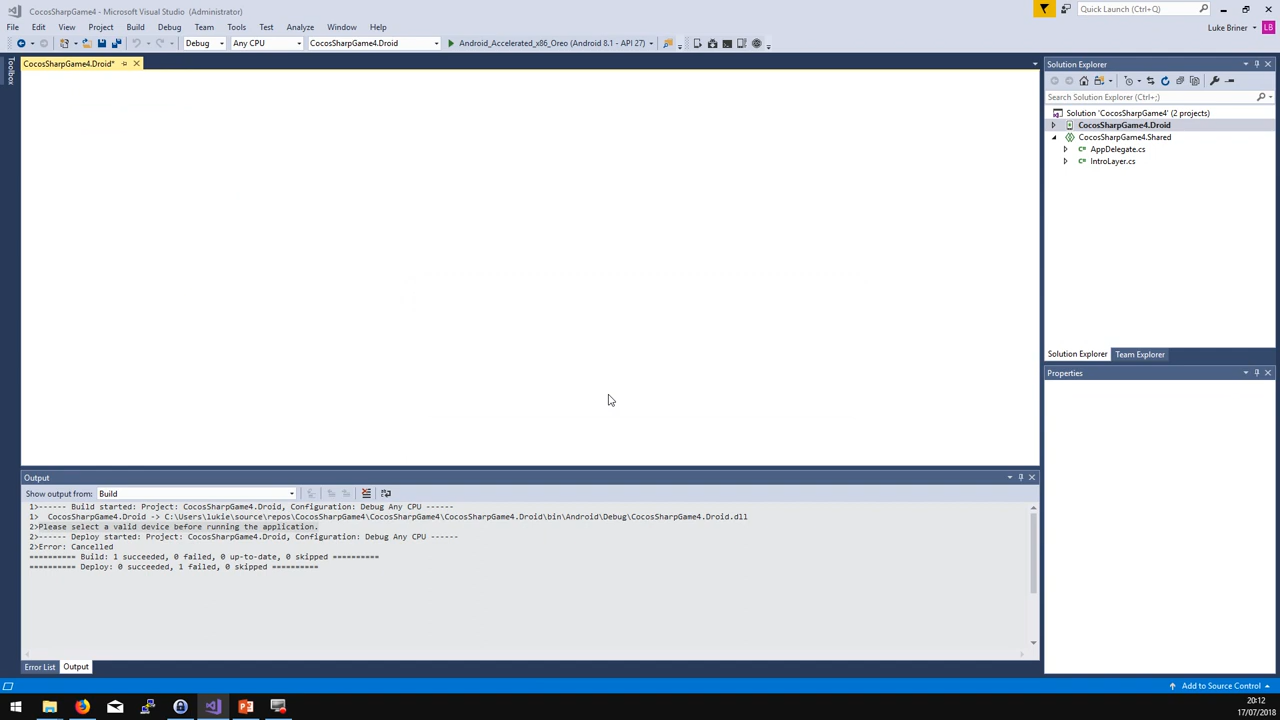 CocosSharpGame4 - Microsoft Visual Studio (Administrator)
Quick Launch (Ctrl+Q)
File Edit View Project Build Debug Team Tools Test Analyze Window Help
Luke Briner LB
Debug Any CPU CocosSharpGame4.Droid Android_Accelerated_x86_Oreo (Android 8.1 - API 27)
Toolbox
CocosSharpGame4.Droid*
Solution Explorer
Search Solution Explorer (Ctrl+;)
Solution 'CocosSharpGame4' (2 projects)
CocosSharpGame4.Droid
CocosSharpGame4.Shared
C# AppDelegate.cs
C# IntroLayer.cs
Solution Explorer Team Explorer
Properties
Output
Show output from: Build
1>------ Build started: Project: CocosSharpGame4.Droid, Configuration: Debug Any CPU ------
1> CocosSharpGame4.Droid -> C:\Users\lukie\source\repos\CocosSharpGame4\CocosSharpGame4\CocosSharpGame4.Droid\bin\Android\Debug\CocosSharpGame4.Droid.dll
2>Please select a valid device before running the application.
2>------ Deploy started: Project: CocosSharpGame4.Droid, Configuration: Debug Any CPU ------
2>Error: Cancelled
========== Build: 1 succeeded, 0 failed, 0 up-to-date, 0 skipped ==========
========== Deploy: 0 succeeded, 1 failed, 0 skipped ==========
Error List Output
Add to Source Control
20:12
17/07/2018